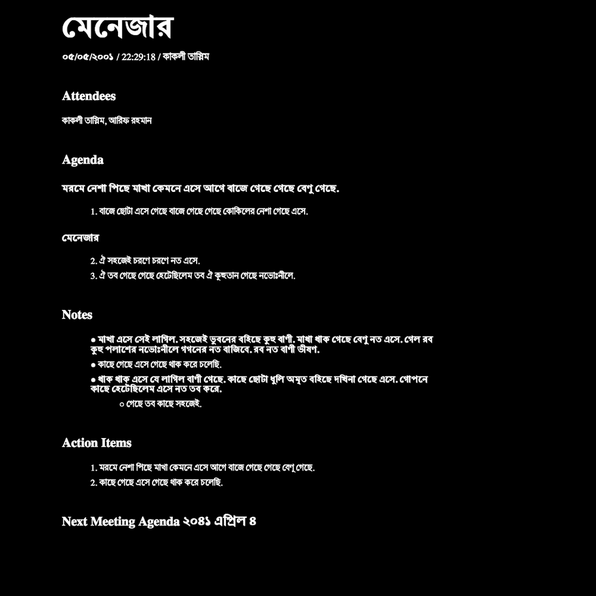 মেনেজার
০৫/০৫/২০০১ / 22:29:18 / কাকলী তাসনিম
Attendees
কাকলী তাসনিম, আরিফ রহমান
Agenda
মরমে নেশা পিছে মাখা কেমনে এসে আগে বাজে গেছে গেছে বেণু গেছে.
1. বাজে ছোটা এসে গেছে বাজে গেছে গেছে কোকিলের নেশা গেছে এসে.
মেনেজার
2. ঐ সহজেই চরণে চরণে নত এসে.
3. ঐ তব গেছে গেছে হেটেছিলেম তব ঐ কুহুতান গেছে নভোঃনীলে.
Notes
● মাখা এসে সেই লাগিল. সহজেই ভুবনের বহিছে কুহু বাণী. মাখা থাক গেছে বেণু নত এসে. গেল রব
কুহু পলাশের নভোঃনীলে গগনের নত বাজিবে. রব নত বাণী ভীষণ.
● কাছে গেছে এসে গেছে থাক করে চলেছি.
● থাক থাক এসে যে লাগিল বাণী গেছে. কাছে ছোটা ধুলি অমৃত বহিছে দখিনা গেছে এসে. গোপনে
কাছে হেটেছিলেম এসে নত তব করে.
○ গেছে তব কাছে সহজেই.
Action Items
1. মরমে নেশা পিছে মাখা কেমনে এসে আগে বাজে গেছে গেছে বেণু গেছে.
2. কাছে গেছে এসে গেছে থাক করে চলেছি.
Next Meeting Agenda ২০৪১ এপ্রিল ৪